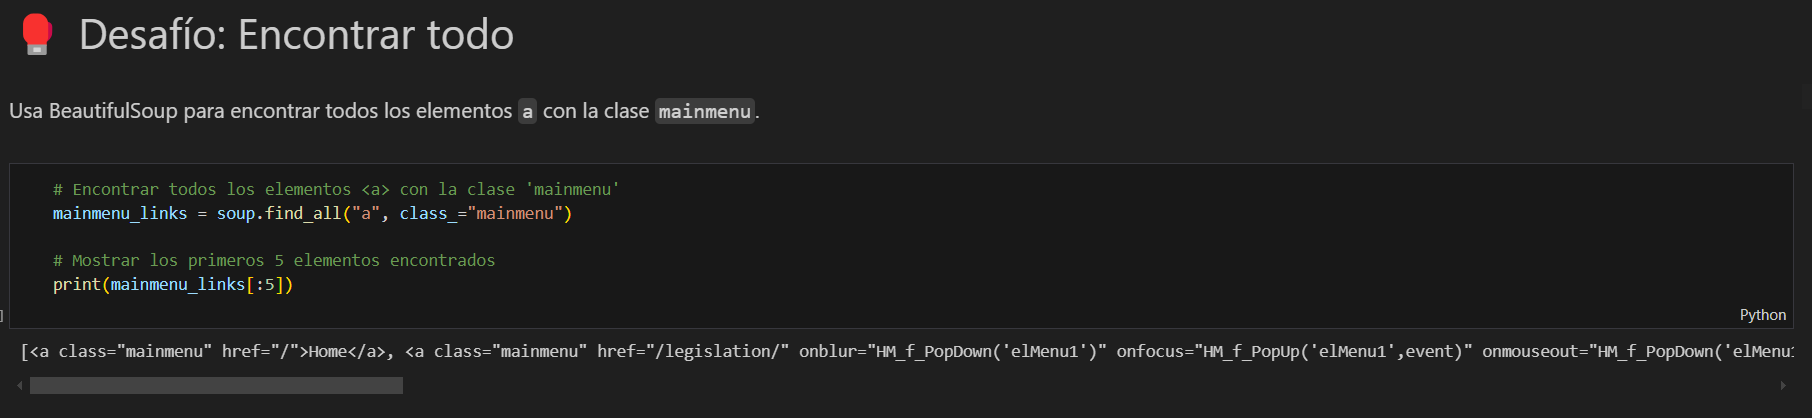 Desafío: Encontrar todo
Usa BeautifulSoup para encontrar todos los elementos a con la clase mainmenu.
# Encontrar todos los elementos <a> con la clase 'mainmenu'
mainmenu_links = soup.find_all("a", class_="mainmenu")
# Mostrar los primeros 5 elementos encontrados
print(mainmenu_links[:5])
]
Python
[<a class="mainmenu" href="/">Home</a>, <a class="mainmenu" href="/legislation/" onblur="HM_f_PopDown('elMenu1')" onfocus="HM_f_PopUp('elMenu1',event)" onmouseout="HM_f_PopDown('elMenu1